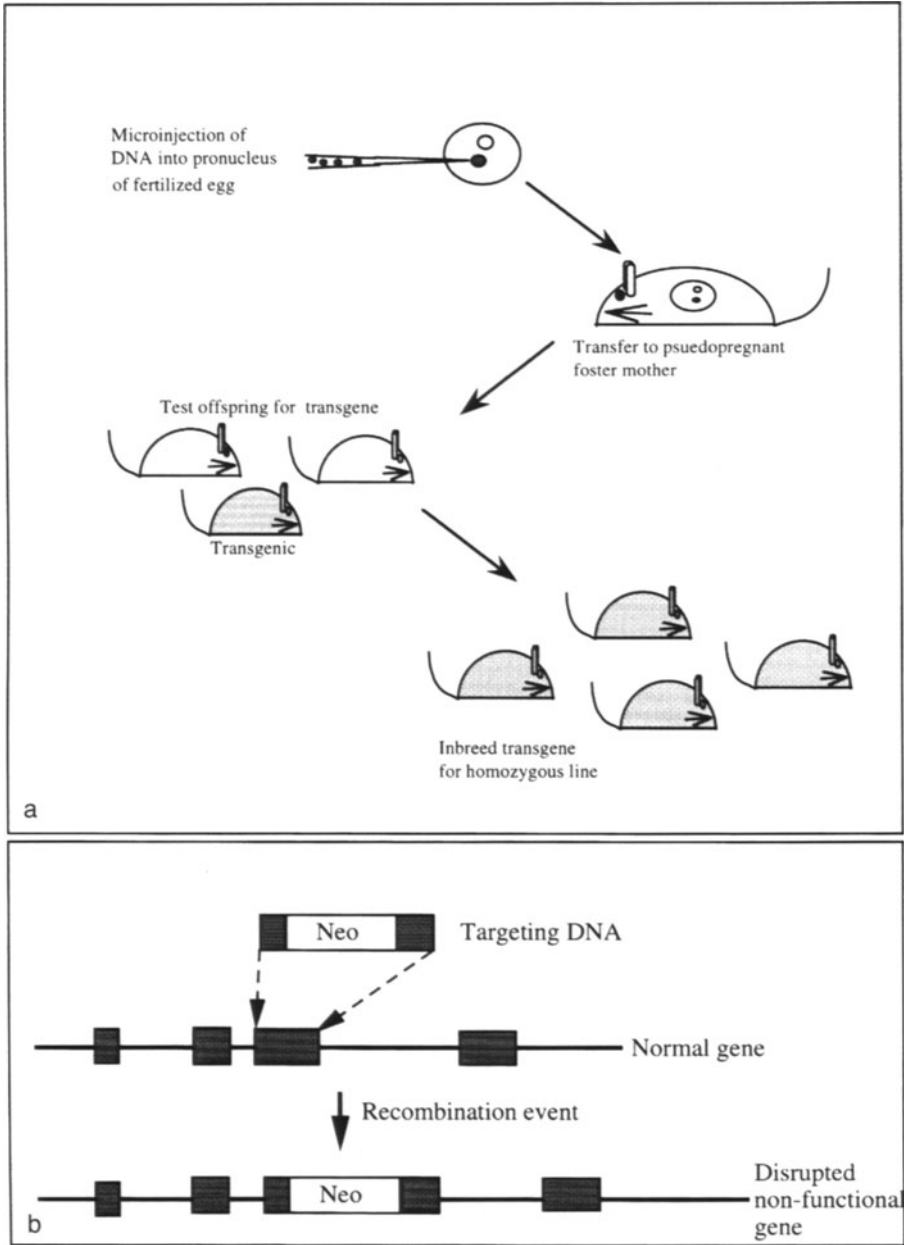 Microinjection of
DNA into pronucleus
of fertilized egg
Transfer to psuedopregnant
foster mother
Test offspring for transgene
Transgenic
Inbreed transgene
for homozygous line
a
Neo
Targeting DNA
Normal gene
Recombination event
Neo
Disrupted
non-functional
gene
b